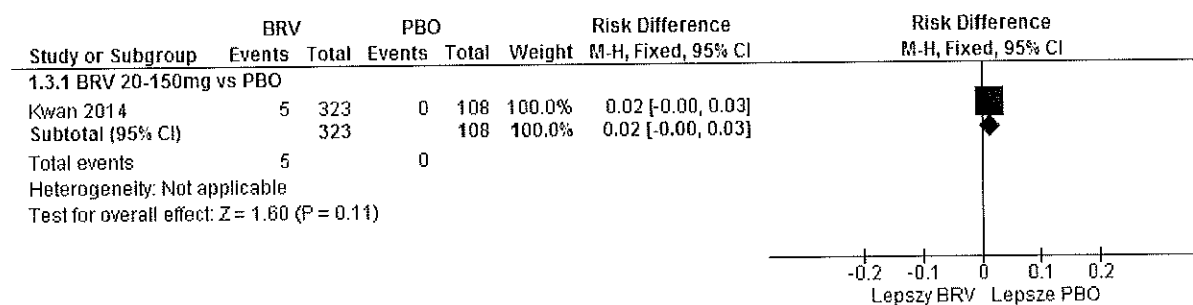 BRV PBO Risk Difference Risk Difference
Study or Subgroup Events Total Events Total Weight M-H, Fixed, 95% CI M-H, Fixed, 95% CI
1.3.1 BRV 20-150mg vs PBO
Kwan 2014 5 323 0 108 100.0% 0.02 [-0.00, 0.03]
Subtotal (95% CI) 323 108 100.0% 0.02 [-0.00, 0.03]
Total events 5 0
Heterogeneity: Not applicable
Test for overall effect: Z = 1.60 (P = 0.11)
-0.2 -0.1 0 0.1 0.2
Lepszy BRV Lepsze PBO